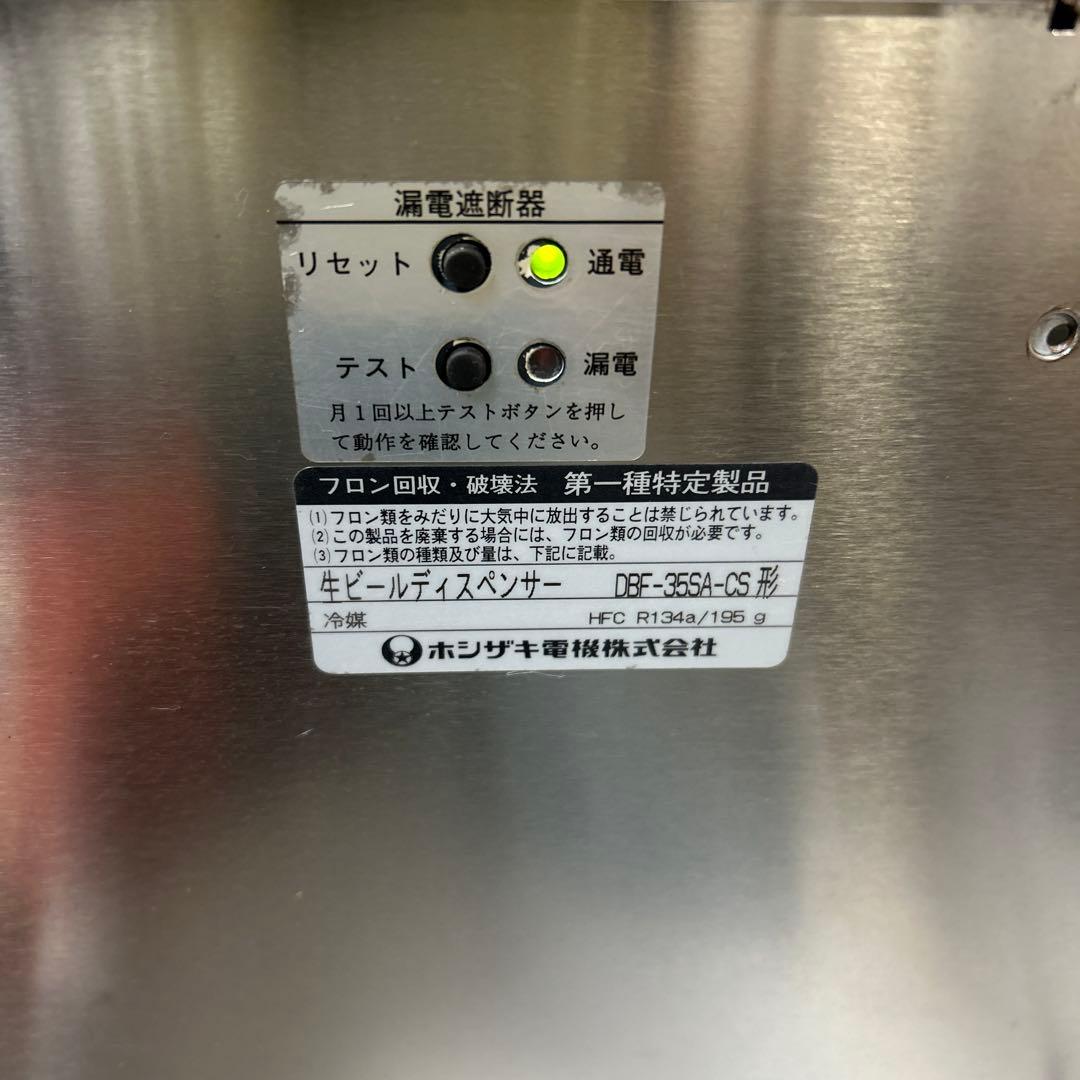 漏電遮断器
リセット 通電
テスト 漏電
月1回以上テストボタンを押し
て動作を確認してください。
フロン回収・破壊法 第一種特定製品
(1)フロン類をみだりに大気中に放出することは禁じられています。
(2)この製品を廃棄する場合には、フロン類の回収が必要です。
(3)フロン類の種類及び量は、下記に記載。
生ビールディスペンサー DBF-35SA-CS形
冷媒 HFC R134a/195 g
ホシザキ電機株式会社